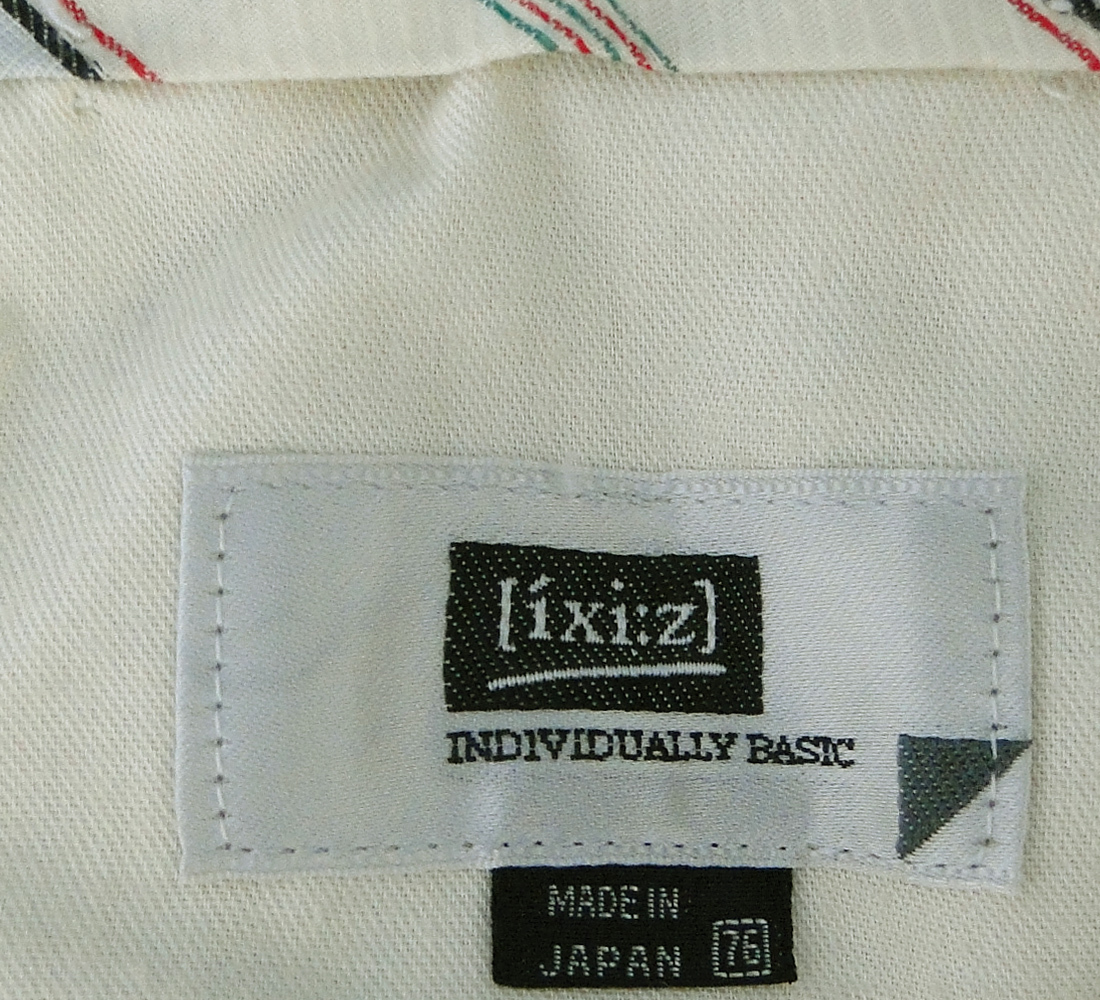 [íxi:z]
INDIVIDUALLY BASIC
MADE IN
JAPAN 76